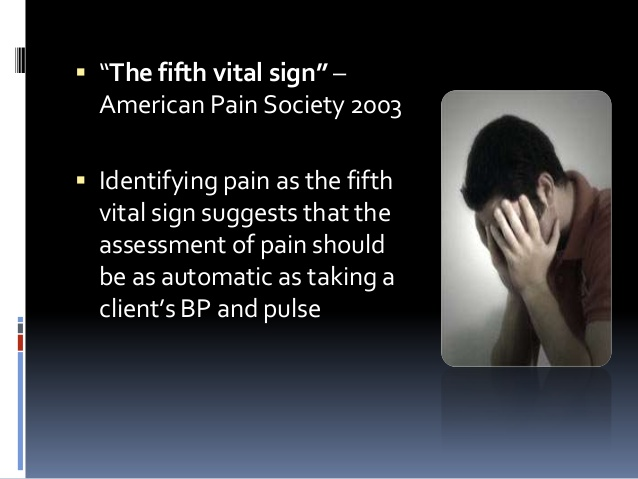 "The fifth vital sign" –
American Pain Society 2003
Identifying pain as the fifth
vital sign suggests that the
assessment of pain should
be as automatic as taking a
client's BP and pulse